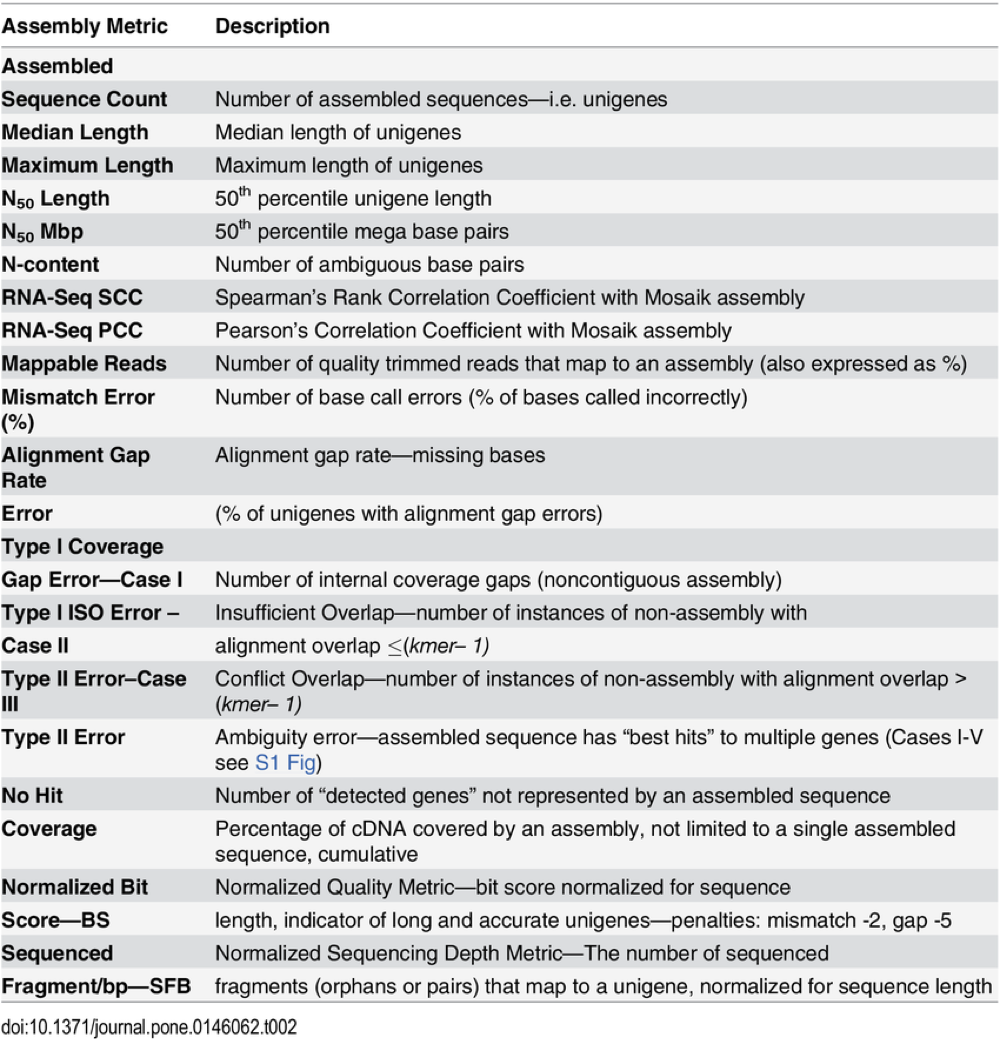 Assembly Metric Description
Assembled
Sequence Count Number of assembled sequences—i.e. unigenes
Median Length Median length of unigenes
Maximum Length Maximum length of unigenes
N50 Length 50th percentile unigene length
N50 Mbp 50th percentile mega base pairs
N-content Number of ambiguous base pairs
RNA-Seq SCC Spearman’s Rank Correlation Coefficient with Mosaik assembly
RNA-Seq PCC Pearson’s Correlation Coefficient with Mosaik assembly
Mappable Reads Number of quality trimmed reads that map to an assembly (also expressed as %)
Mismatch Error Number of base call errors (% of bases called incorrectly)
(%)
Alignment Gap Alignment gap rate—missing bases
Rate
Error (% of unigenes with alignment gap errors)
Type I Coverage
Gap Error—Case I Number of internal coverage gaps (noncontiguous assembly)
Type I ISO Error – Insufficient Overlap—number of instances of non-assembly with
Case II alignment overlap ≤(kmer– 1)
Type II Error–Case Conflict Overlap—number of instances of non-assembly with alignment overlap >
III (kmer– 1)
Type II Error Ambiguity error—assembled sequence has “best hits” to multiple genes (Cases I-V
see S1 Fig)
No Hit Number of “detected genes” not represented by an assembled sequence
Coverage Percentage of cDNA covered by an assembly, not limited to a single assembled
sequence, cumulative
Normalized Bit Normalized Quality Metric—bit score normalized for sequence
Score—BS length, indicator of long and accurate unigenes—penalties: mismatch -2, gap -5
Sequenced Normalized Sequencing Depth Metric—The number of sequenced
Fragment/bp—SFB fragments (orphans or pairs) that map to a unigene, normalized for sequence length
doi:10.1371/journal.pone.0146062.t002